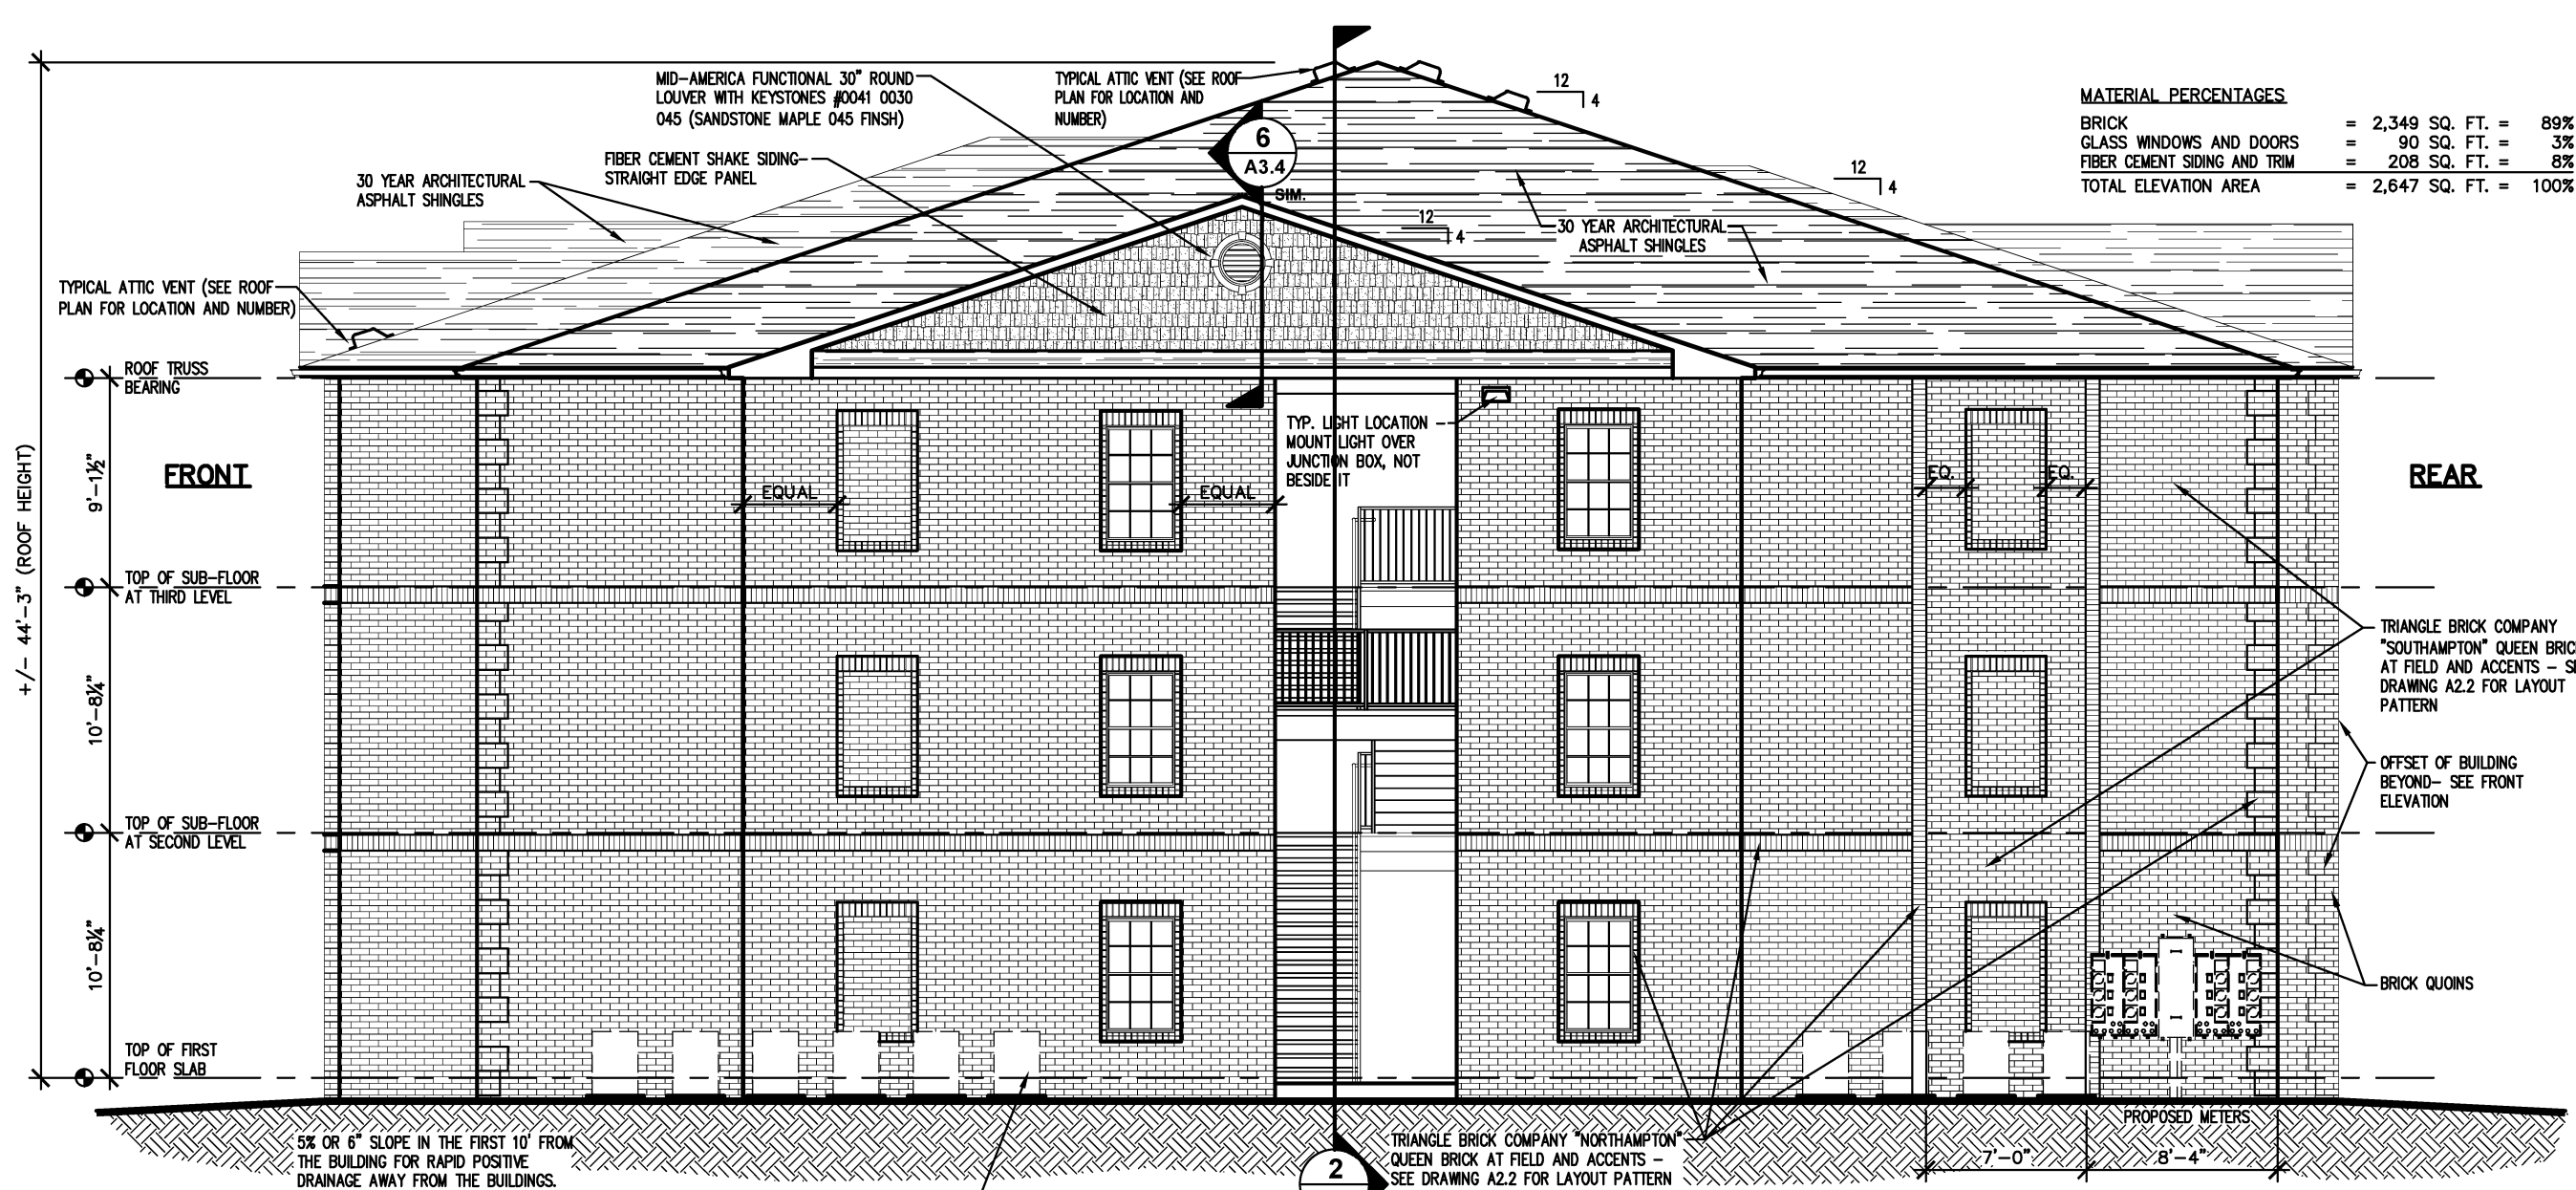 MID-AMERICA FUNCTIONAL 30" ROUND
LOUVER WITH KEYSTONES #0041 0030
045 (SANDSTONE MAPLE 045 FINSH)
TYPICAL ATTIC VENT (SEE ROOF
PLAN FOR LOCATION AND
NUMBER)
12
4
MATERIAL PERCENTAGES
BRICK = 2,349 SQ. FT. = 89%
GLASS WINDOWS AND DOORS = 90 SQ. FT. = 3%
FIBER CEMENT SIDING AND TRIM = 208 SQ. FT. = 8%
TOTAL ELEVATION AREA = 2,647 SQ. FT. = 100%
6
A3.4
SIM.
FIBER CEMENT SHAKE SIDING-
STRAIGHT EDGE PANEL
30 YEAR ARCHITECTURAL
ASPHALT SHINGLES
12
4
12
4
30 YEAR ARCHITECTURAL
ASPHALT SHINGLES
TYPICAL ATTIC VENT (SEE ROOF
PLAN FOR LOCATION AND NUMBER)
ROOF TRUSS
BEARING
+/- 44'-3" (ROOF HEIGHT)
9'-1½"
FRONT
EQUAL
EQUAL
TYP. LIGHT LOCATION -
MOUNT LIGHT OVER
JUNCTION BOX, NOT
BESIDE IT
EQ.
EQ.
REAR
TOP OF SUB-FLOOR
AT THIRD LEVEL
10'-8¼"
TRIANGLE BRICK COMPANY
"SOUTHAMPTON" QUEEN
AT FIELD AND ACCENTS -
DRAWING A2.2 FOR LAYOUT
PATTERN
OFFSET OF BUILDING
BEYOND- SEE FRONT
ELEVATION
TOP OF SUB-FLOOR
AT SECOND LEVEL
10'-8¼"
BRICK QUOINS
TOP OF FIRST
FLOOR SLAB
PROPOSED METERS
5% OR 6" SLOPE IN THE FIRST 10' FROM
THE BUILDING FOR RAPID POSITIVE
DRAINAGE AWAY FROM THE BUILDINGS.
2
TRIANGLE BRICK COMPANY "NORTHAMPTON"
QUEEN BRICK AT FIELD AND ACCENTS -
SEE DRAWING A2.2 FOR LAYOUT PATTERN
7'-0"
8'-4"